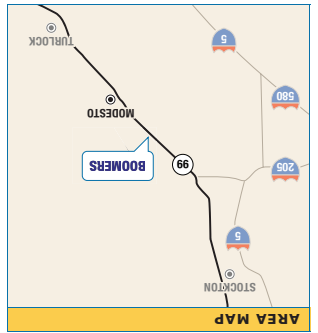 AREA MAP
STOCKTON
5
205
99
BOOMERS
MODESTO
580
5
TURLOCK